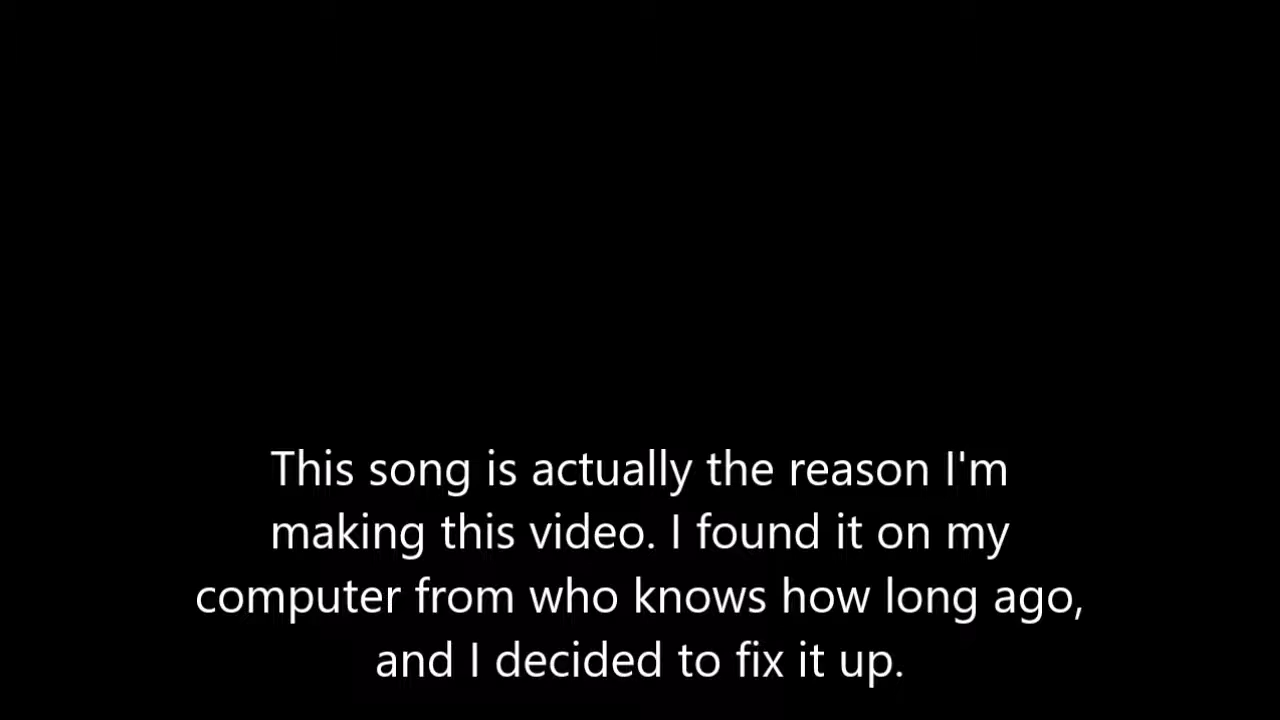 This song is actually the reason I'm
making this video. I found it on my
computer from who knows how long ago,
and I decided to fix it up.